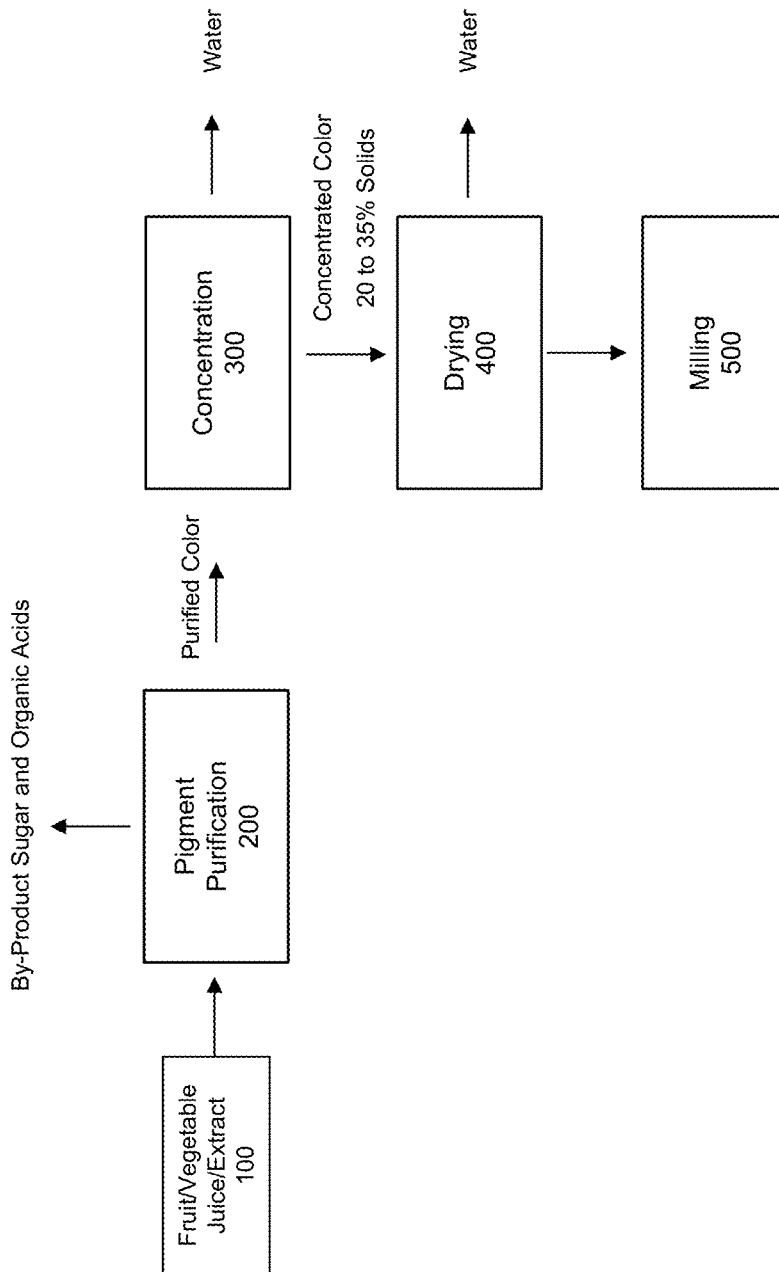 By-Product Sugar and Organic Acids
Fruit/Vegetable
Juice/Extract
100
Pigment
Purification
200
Purified Color
Concentration
300
Water
Concentrated Color
20 to 35% Solids
Drying
400
Water
Milling
500